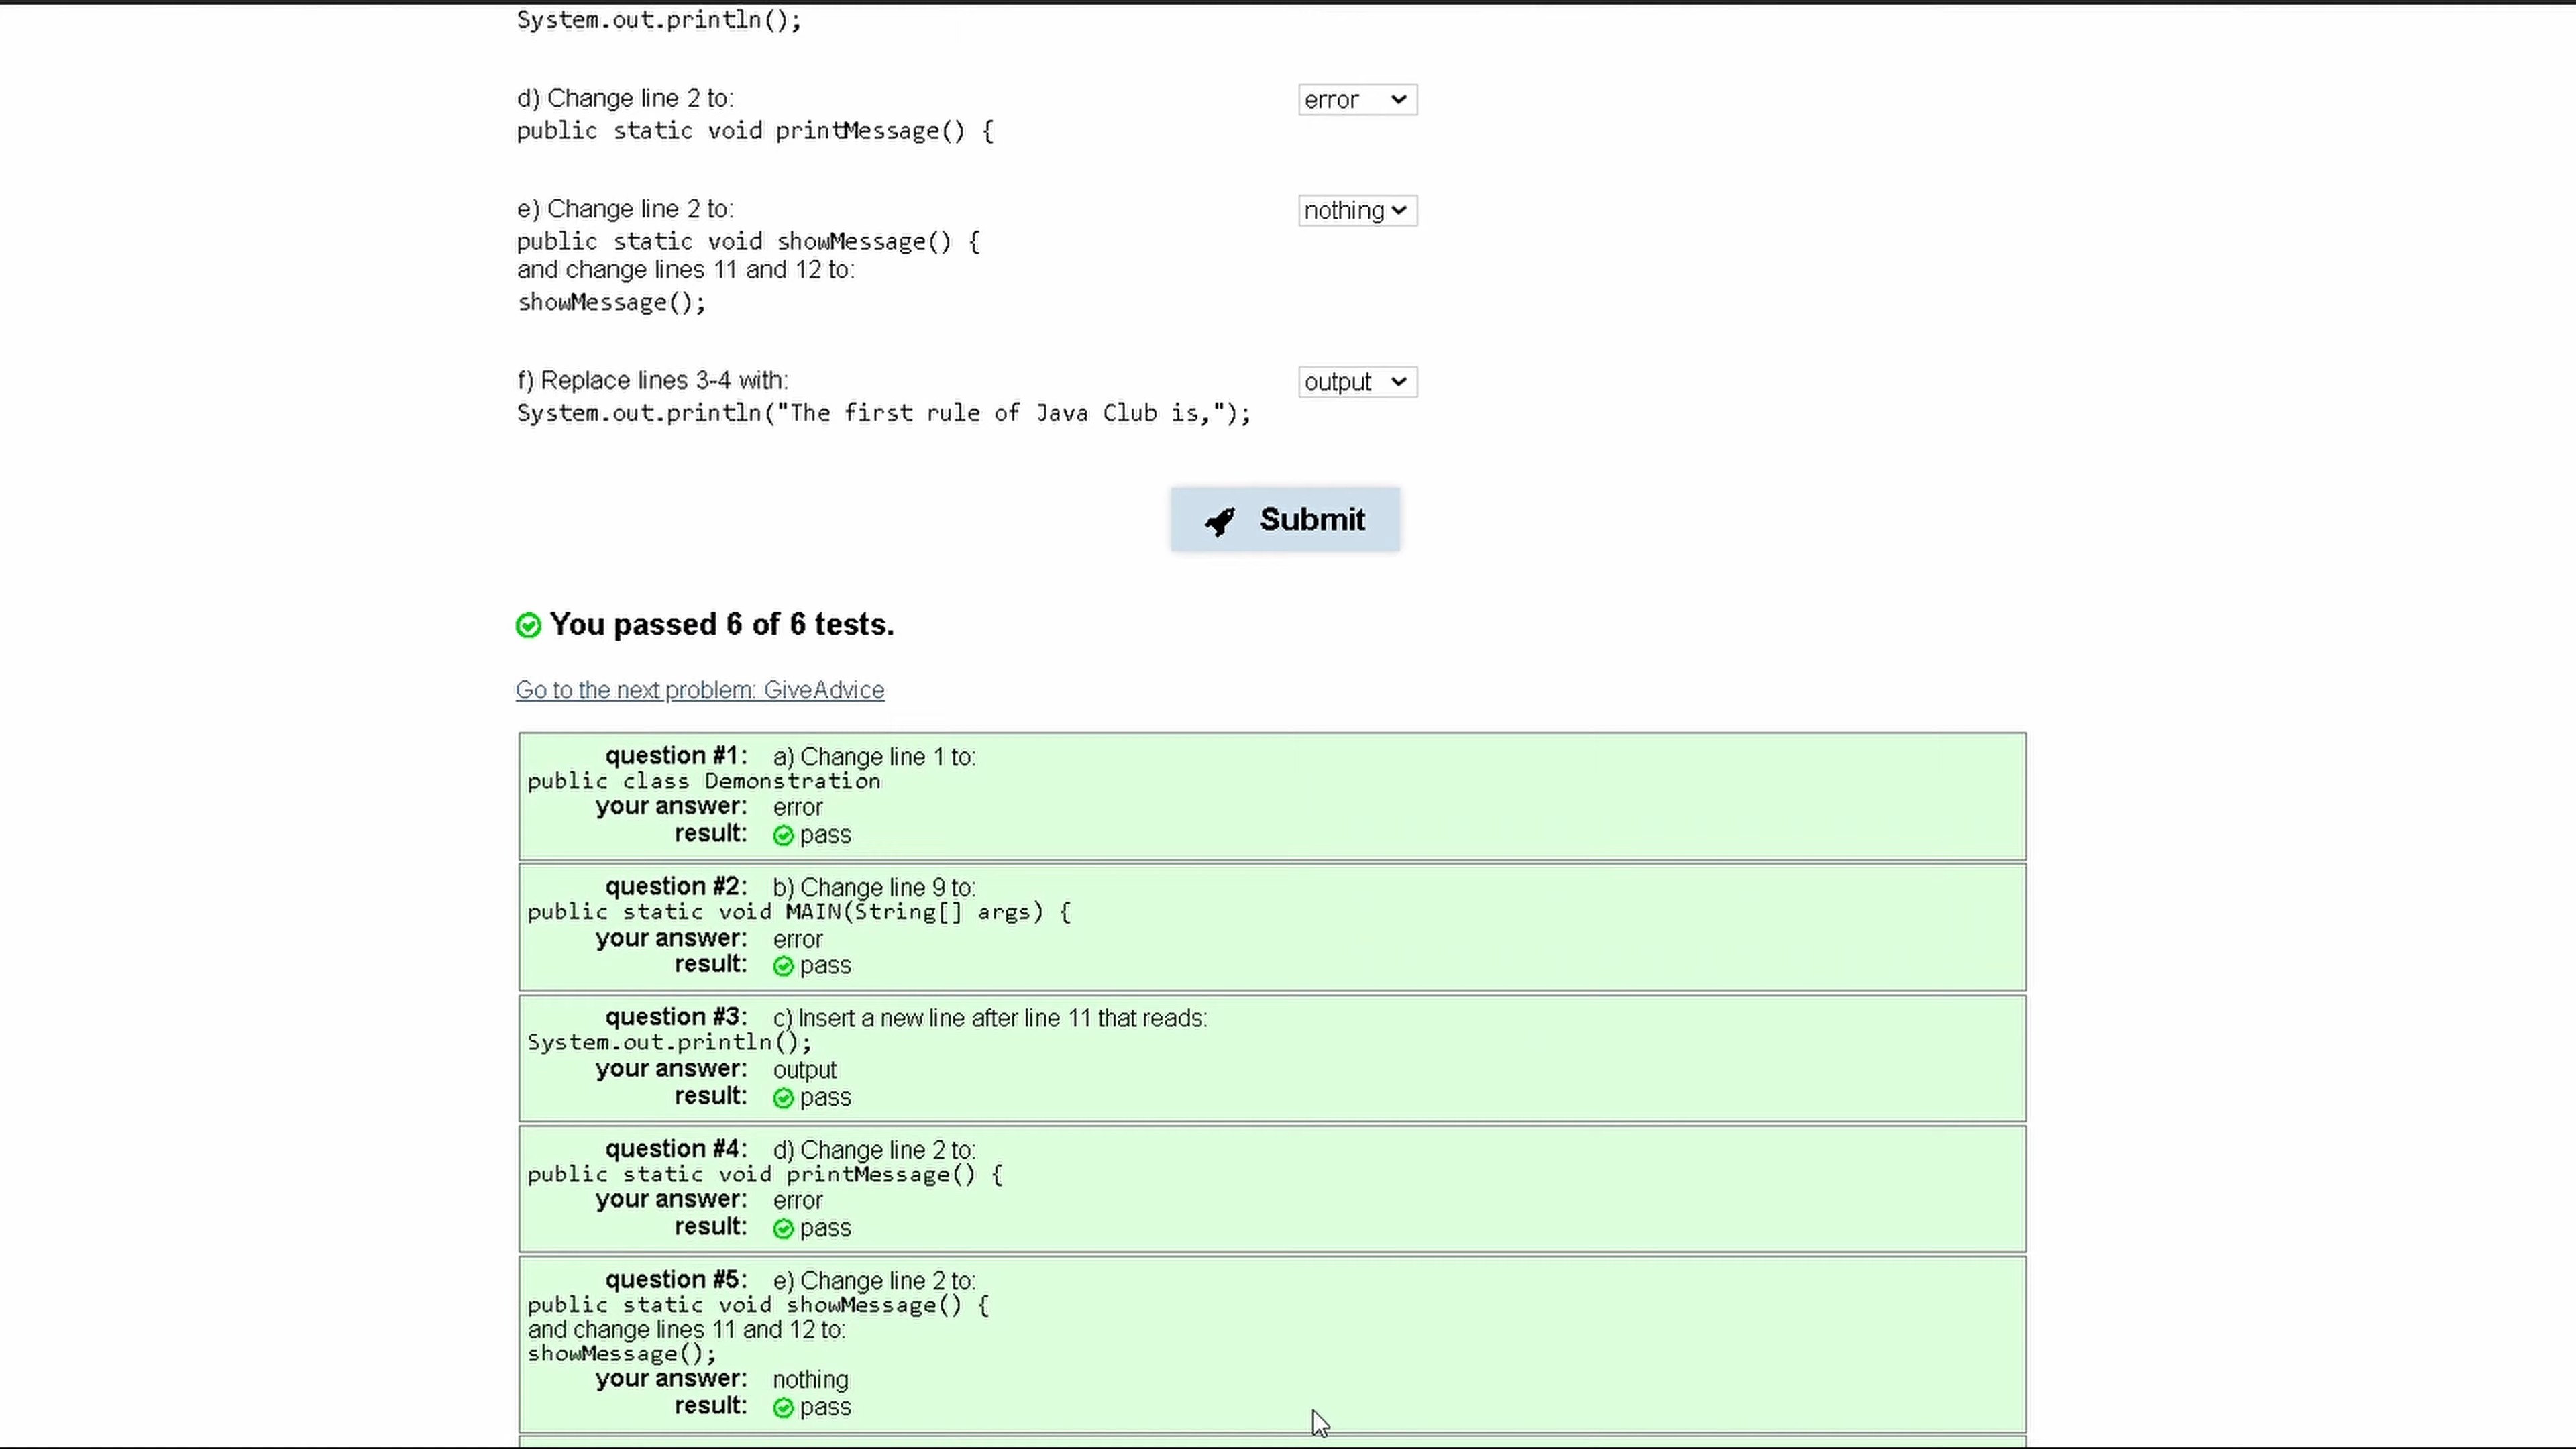 System.out.println();
d) Change line 2 to:
error
public static void printMessage() {
e) Change line 2 to:
nothing
public static void showMessage() {
and change lines 11 and 12 to:
showMessage();
f) Replace lines 3-4 with:
output
System.out.println("The first rule of Java Club is,");
Submit
You passed 6 of 6 tests.
Go to the next problem: GiveAdvice
question #1: a) Change line 1 to:
public class Demonstration
your answer: error
result: pass
question #2: b) Change line 9 to:
public static void MAIN(String[] args) {
your answer: error
result: pass
question #3: c) Insert a new line after line 11 that reads:
System.out.println();
your answer: output
result: pass
question #4: d) Change line 2 to:
public static void printMessage() {
your answer: error
result: pass
question #5: e) Change line 2 to:
public static void showMessage() {
and change lines 11 and 12 to:
showMessage();
your answer: nothing
result: pass